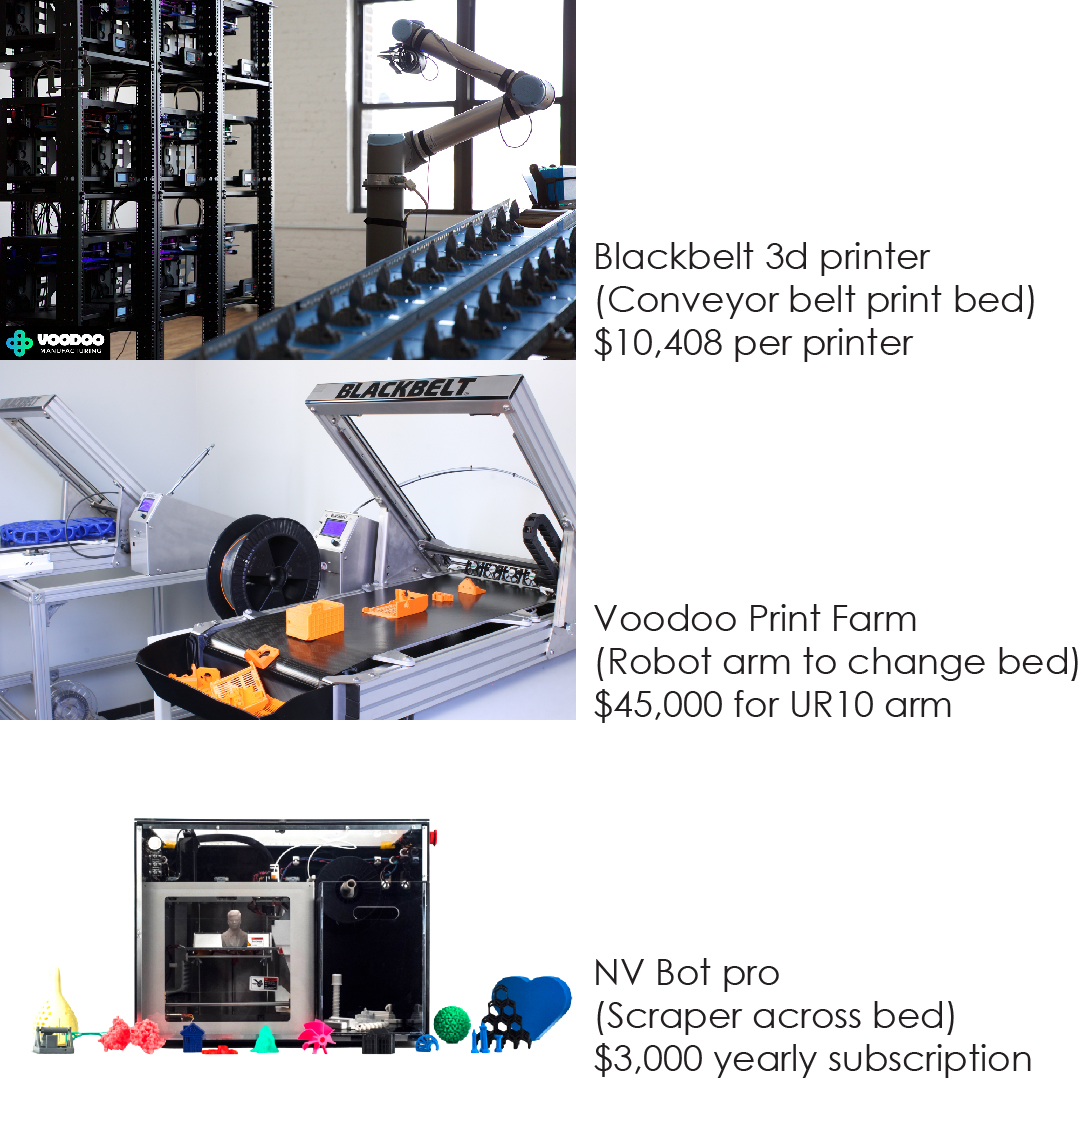 VOODOO
MANUFACTURING
Blackbelt 3d printer
(Conveyor belt print bed)
$10,408 per printer
BLACKBELT
BLACKBELT
Voodoo Print Farm
(Robot arm to change bed)
$45,000 for UR10 arm
NV Bot pro
(Scraper across bed)
$3,000 yearly subscription